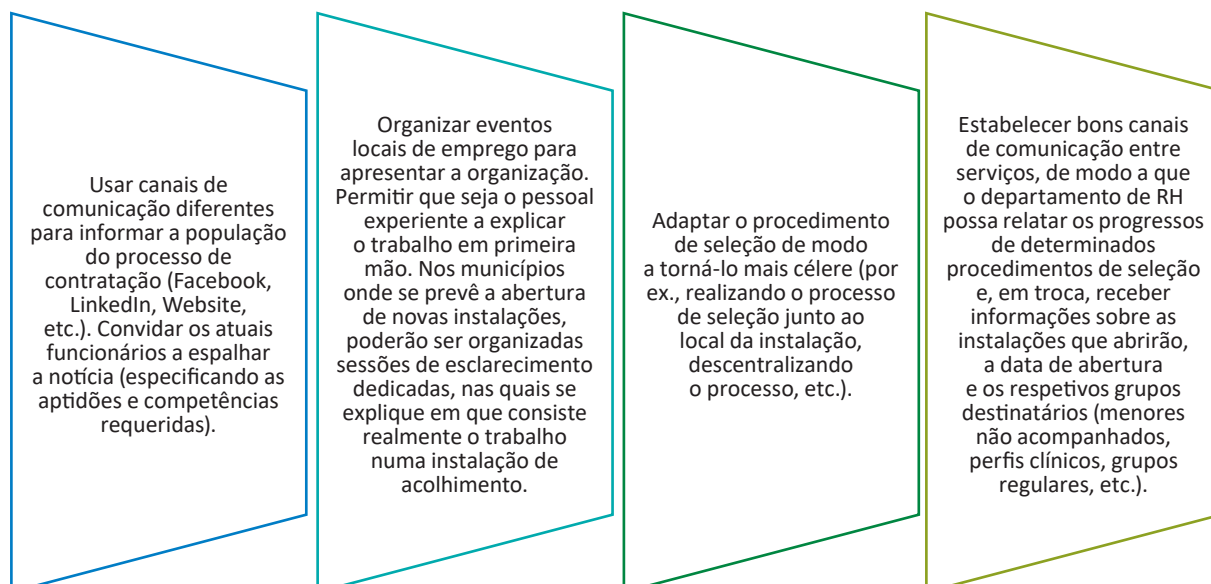 Usar canais de
comunicação diferentes
para informar a população
do processo de
contratação (Facebook,
LinkedIn, Website,
etc.). Convidar os atuais
funcionários a espalhar
a notícia (especificando as
aptidões e competências
requeridas).
Organizar eventos
locais de emprego para
apresentar a organização.
Permitir que seja o pessoal
experiente a explicar
o trabalho em primeira
mão. Nos municípios
onde se prevê a abertura
de novas instalações,
poderão ser organizadas
sessões de esclarecimento
dedicadas, nas quais se
explique em que consiste
realmente o trabalho
numa instalação de
acolhimento.
Adaptar o procedimento
de seleção de modo
a torná-lo mais célere (por
ex., realizando o processo
de seleção junto ao
local da instalação,
descentralizando
o processo, etc.).
Estabelecer bons canais
de comunicação entre
serviços, de modo a que
o departamento de RH
possa relatar os progressos
de determinados
procedimentos de seleção
e, em troca, receber
informações sobre as
instalações que abrirão,
a data de abertura
e os respetivos grupos
destinatários (menores
não acompanhados,
perfis clínicos, grupos
regulares, etc.).